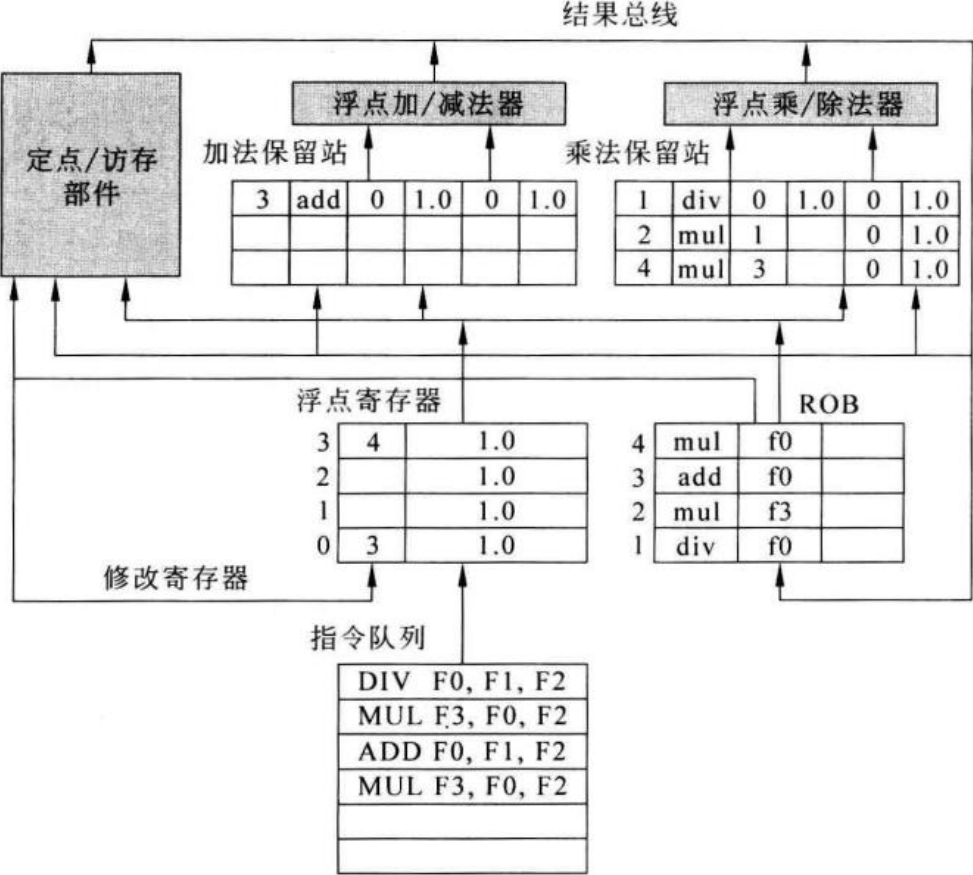 结果总线
定点/访存
部件
浮点加/减法器
浮点乘/除法器
加法保留站
乘法保留站
3 add 0 1.0 0 1.0
1 div 0 1.0 0 1.0
2 mul 1 0 1.0
4 mul 3 0 1.0
浮点寄存器
3 4 1.0
2 1.0
1 1.0
0 3 1.0
ROB
4 mul f0
3 add f0
2 mul f3
1 div f0
修改寄存器
指令队列
DIV F0, F1, F2
MUL F3, F0, F2
ADD F0, F1, F2
MUL F3, F0, F2